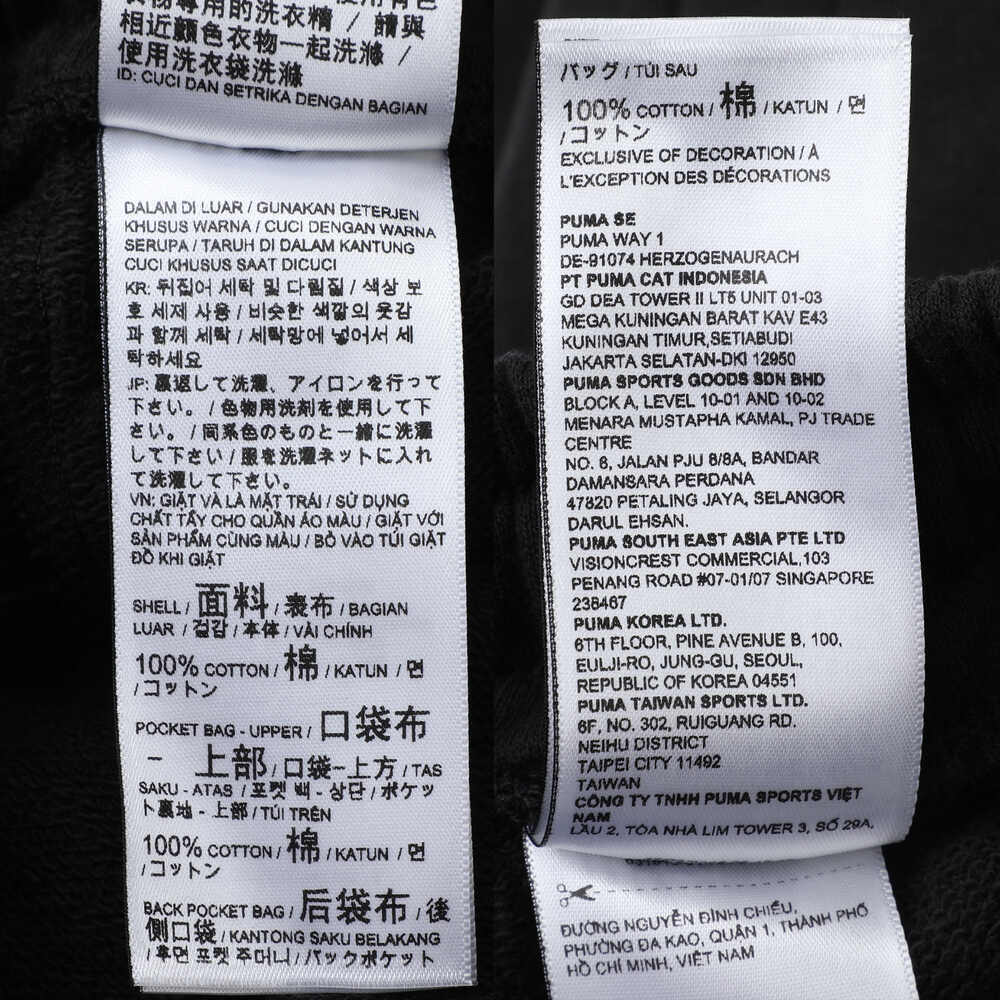 衣物專用的洗衣精 / 請與
相近顏色衣物一起洗滌 /
使用洗衣袋洗滌
ID: CUCI DAN SETRIKA DENGAN BAGIAN
DALAM DI LUAR / GUNAKAN DETERJEN
KHUSUS WARNA / CUCI DENGAN WARNA
SERUPA / TARUH DI DALAM KANTUNG
CUCI KHUSUS SAAT DICUCI
KR: 뒤집어 세탁 및 다림질 / 색상 보
호 세제 사용 / 비슷한 색깔의 옷감
과 함께 세탁 / 세탁망에 넣어서 세
탁하세요
JP: 裏返して洗濯、アイロンを行って
下さい。 / 色物用洗剤を使用して下
さい。 / 同系色のものと一緒に洗濯
して下さい / 服を洗濯ネットに入れ
て洗濯して下さい。
VN: GIẶT VÀ LÀ MẶT TRÁI / SỬ DỤNG
CHẤT TẨY CHO QUẦN ÁO MÀU / GIẶT VỚI
SẢN PHẨM CÙNG MÀU / BỎ VÀO TÚI GIẶT
ĐỒ KHI GIẶT
SHELL / 面料 / 表布 / BAGIAN
LUAR / 겉감 / 本体 / VẢI CHÍNH
100% COTTON / 棉 / KATUN / 면
/ コットン
POCKET BAG - UPPER / 口袋布
- 上部 / 口袋-上方 / TAS
SAKU - ATAS / 포켓 백 - 상단 / ポケッ
ト裏地 - 上部 / TÚI TRÊN
100% COTTON / 棉 / KATUN / 면
/ コットン
BACK POCKET BAG / 后袋布 / 後
側口袋 / KANTONG SAKU BELAKANG
/ 후면 포켓 주머니 / バックポケット
バッグ / TÚI SAU
100% COTTON / 棉 / KATUN / 면
/ コットン
EXCLUSIVE OF DECORATION / À
L'EXCEPTION DES DÉCORATIONS
PUMA SE
PUMA WAY 1
DE-91074 HERZOGENAURACH
PT PUMA CAT INDONESIA
GD DEA TOWER II LT5 UNIT 01-03
MEGA KUNINGAN BARAT KAV E43
KUNINGAN TIMUR,SETIABUDI
JAKARTA SELATAN-DKI 12950
PUMA SPORTS GOODS SDN BHD
BLOCK A, LEVEL 10-01 AND 10-02
MENARA MUSTAPHA KAMAL, PJ TRADE
CENTRE
NO. 8, JALAN PJU 8/8A, BANDAR
DAMANSARA PERDANA
47820 PETALING JAYA, SELANGOR
DARUL EHSAN.
PUMA SOUTH EAST ASIA PTE LTD
VISIONCREST COMMERCIAL,103
PENANG ROAD #07-01/07 SINGAPORE
238467
PUMA KOREA LTD.
6TH FLOOR, PINE AVENUE B, 100,
EULJI-RO, JUNG-GU, SEOUL,
REPUBLIC OF KOREA 04551
PUMA TAIWAN SPORTS LTD.
6F, NO. 302, RUIGUANG RD.
NEIHU DISTRICT
TAIPEI CITY 11492
TAIWAN
CÔNG TY TNHH PUMA SPORTS VIỆT
NAM
LẦU 2, TÒA NHÀ LIM TOWER 3, SỐ 29A,
ĐƯỜNG NGUYỄN ĐÌNH CHIỂU,
PHƯỜNG ĐA KAO, QUẬN 1, THÀNH PHỐ
HỒ CHÍ MINH, VIỆT NAM